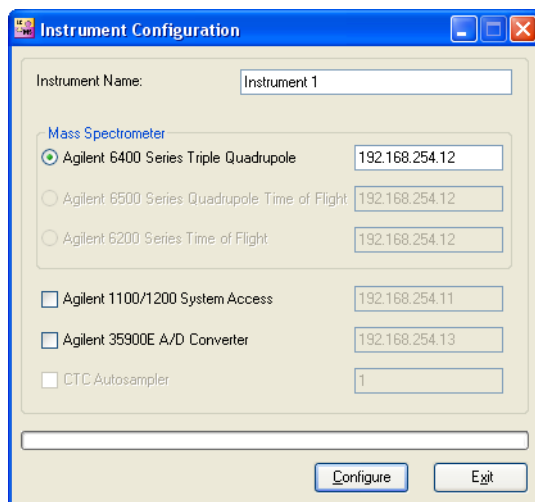 Instrument Configuration
Instrument Name: Instrument 1
Mass Spectrometer
Agilent 6400 Series Triple Quadrupole 192.168.254.12
Agilent 6500 Series Quadrupole Time of Flight 192.168.254.12
Agilent 6200 Series Time of Flight 192.168.254.12
Agilent 1100/1200 System Access 192.168.254.11
Agilent 35900E A/D Converter 192.168.254.13
CTC Autosampler 1
Configure Exit